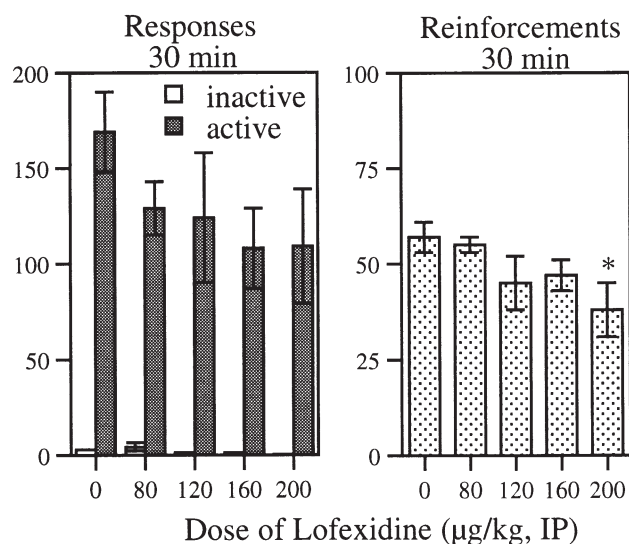 Responses
30 min
200
150
100
50
0
inactive
active
0 80 120 160 200
Reinforcements
30 min
100
75
50
25
0
*
0 80 120 160 200
Dose of Lofexidine (µg/kg, IP)